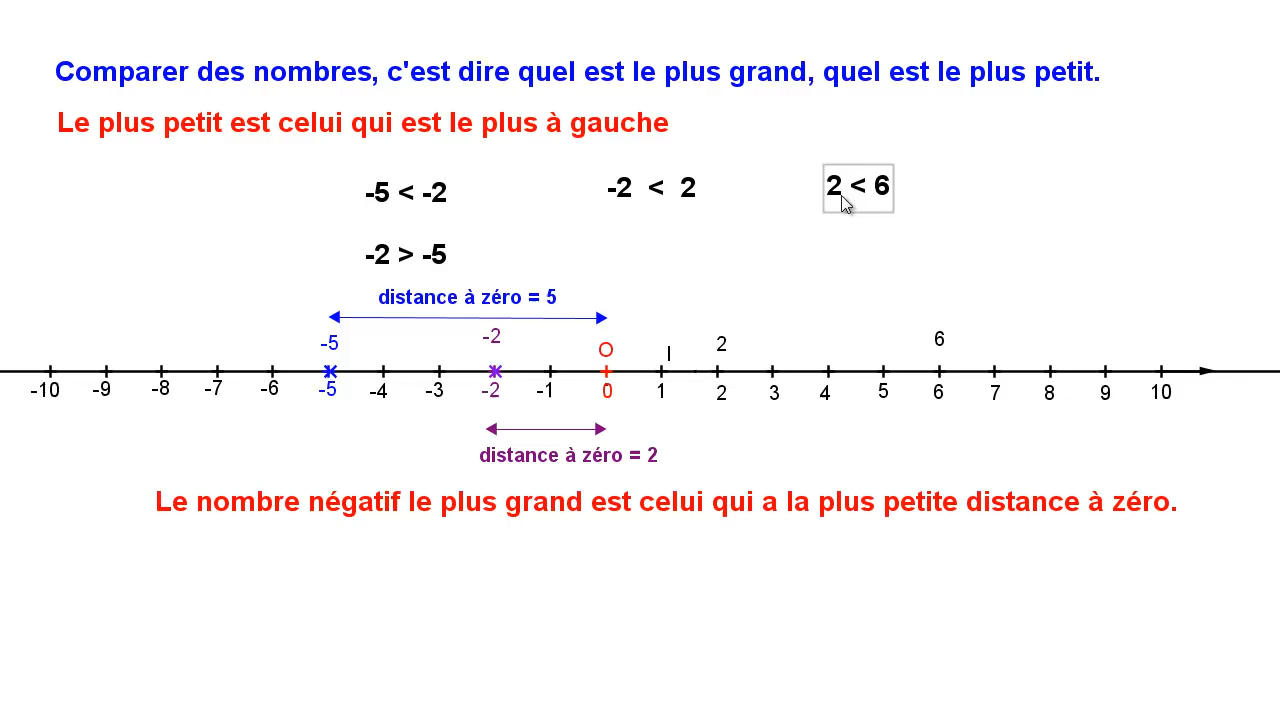 Comparer des nombres, c'est dire quel est le plus grand, quel est le plus petit.
Le plus petit est celui qui est le plus à gauche
-5 < -2
-2 < 2
2 < 6
-2 > -5
distance à zéro = 5
-5 -2 O I 2 6
-10 -9 -8 -7 -6 -5 -4 -3 -2 -1 0 1 2 3 4 5 6 7 8 9 10
distance à zéro = 2
Le nombre négatif le plus grand est celui qui a la plus petite distance à zéro.